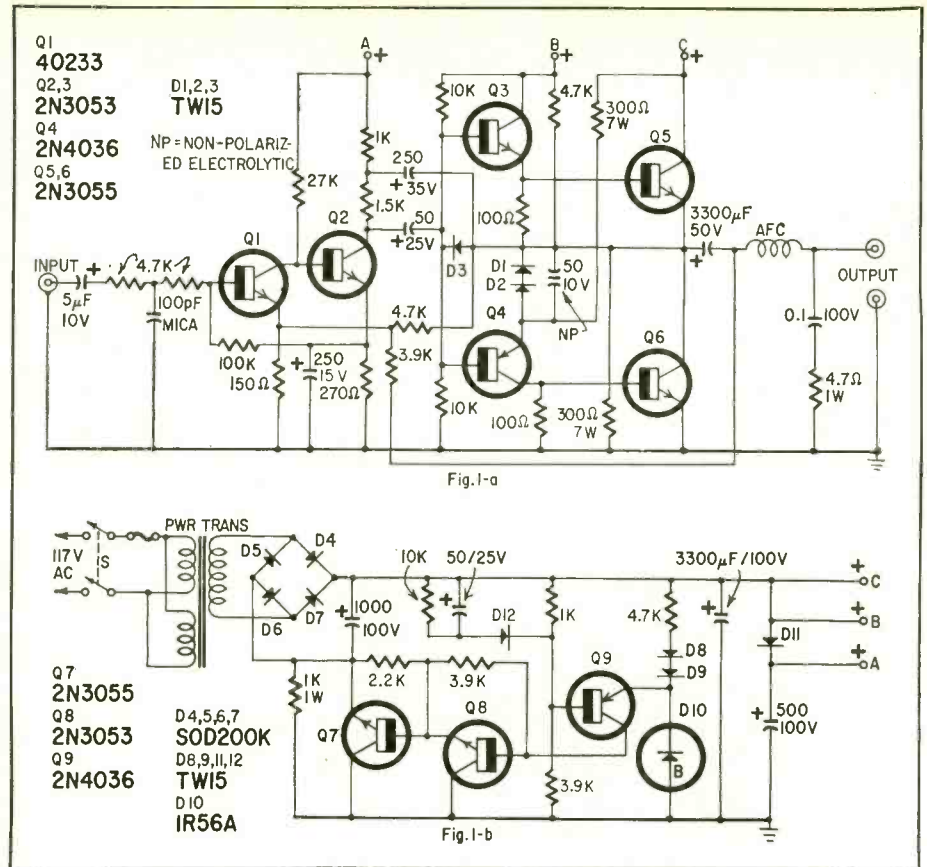 Q1
40233
Q2,3
2N3053
Q4
2N4036
Q5,6
2N3055
D1,2,3
TW15
NP=NON-POLARIZ-
ED ELECTROLYTIC
A
+
B
+
C
+
10K
Q3
4.7K
300Ω
7W
Q5
1K
250
+
35V
27K
1.5K
50
+
25V
100Ω
3300µF
50V
+
AFC
Q1
Q2
D3
D1
D2
50
10V
INPUT
+
4.7K
5µF
10V
100pF
MICA
4.7K
Q4
NP
Q6
OUTPUT
0.1
100V
100K
150Ω
+
250
15V
270Ω
3.9K
10K
100Ω
300Ω
7W
4.7Ω
1W
Fig.1-a
PWR TRANS
117V
AC
S
D5
D4
D6
D7
10K
50/25V
+
3300µF/100V
+
+
C
+
B
+
A
1000
100V
+
D12
1K
4.7K
D8
D9
D11
Q9
1K
1W
2.2K
3.9K
D10
B
500
100V
+
Q7
Q8
3.9K
Q7
2N3055
Q8
2N3053
Q9
2N4036
D4,5,6,7
SOD200K
D8,9,11,12
TW15
D10
IR56A
Fig.1-b